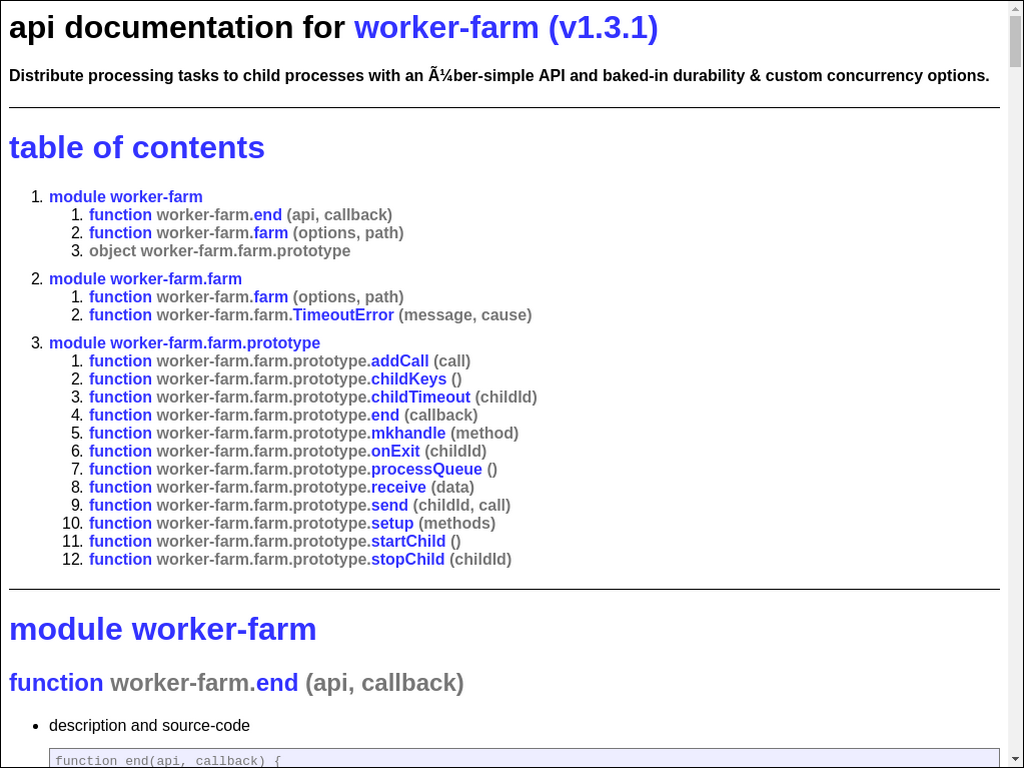 api documentation for worker-farm (v1.3.1)
Distribute processing tasks to child processes with an Ã¼ber-simple API and baked-in durability & custom concurrency options.
table of contents
1. module worker-farm
1. function worker-farm.end (api, callback)
2. function worker-farm.farm (options, path)
3. object worker-farm.farm.prototype
2. module worker-farm.farm
1. function worker-farm.farm (options, path)
2. function worker-farm.farm.TimeoutError (message, cause)
3. module worker-farm.farm.prototype
1. function worker-farm.farm.prototype.addCall (call)
2. function worker-farm.farm.prototype.childKeys ()
3. function worker-farm.farm.prototype.childTimeout (childId)
4. function worker-farm.farm.prototype.end (callback)
5. function worker-farm.farm.prototype.mkhandle (method)
6. function worker-farm.farm.prototype.onExit (childId)
7. function worker-farm.farm.prototype.processQueue ()
8. function worker-farm.farm.prototype.receive (data)
9. function worker-farm.farm.prototype.send (childId, call)
10. function worker-farm.farm.prototype.setup (methods)
11. function worker-farm.farm.prototype.startChild ()
12. function worker-farm.farm.prototype.stopChild (childId)
module worker-farm
function worker-farm.end (api, callback)
• description and source-code
function end(api, callback) {